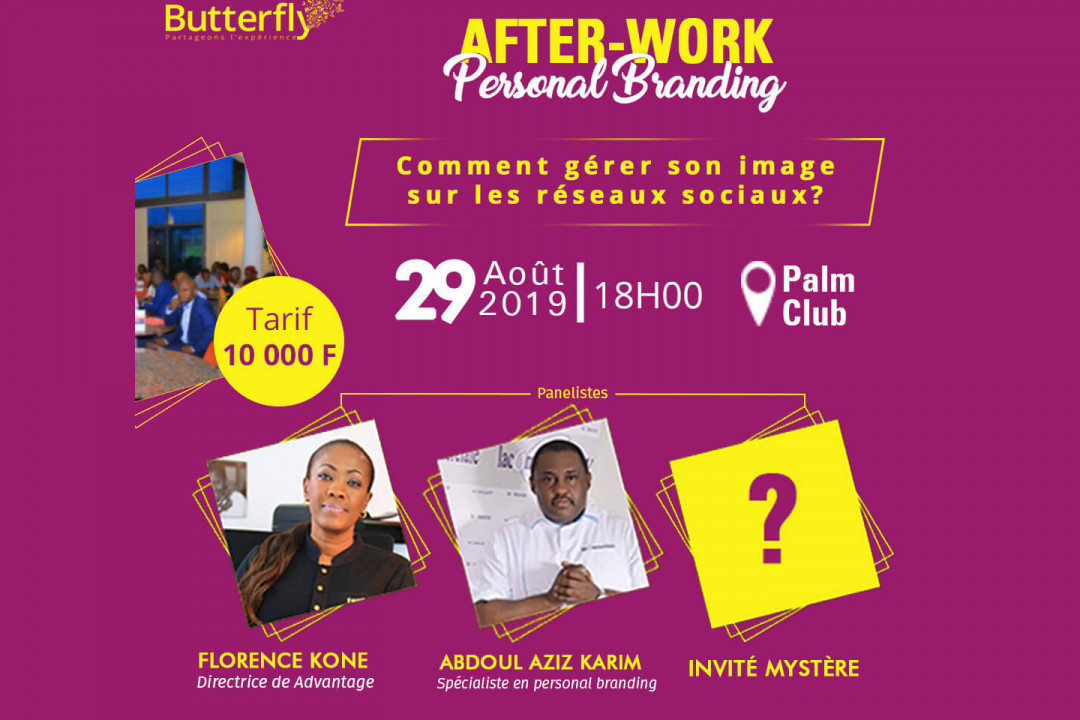 Butterfly
Partageons l'expérience
AFTER-WORK
Personal Branding
Comment gérer son image
sur les réseaux sociaux?
29 Août 2019 | 18H00
Palm Club
Tarif
10 000 F
Panelistes
FLORENCE KONE
Directrice de Advantage
ABDOUL AZIZ KARIM
Spécialiste en personal branding
?
INVITÉ MYSTÈRE